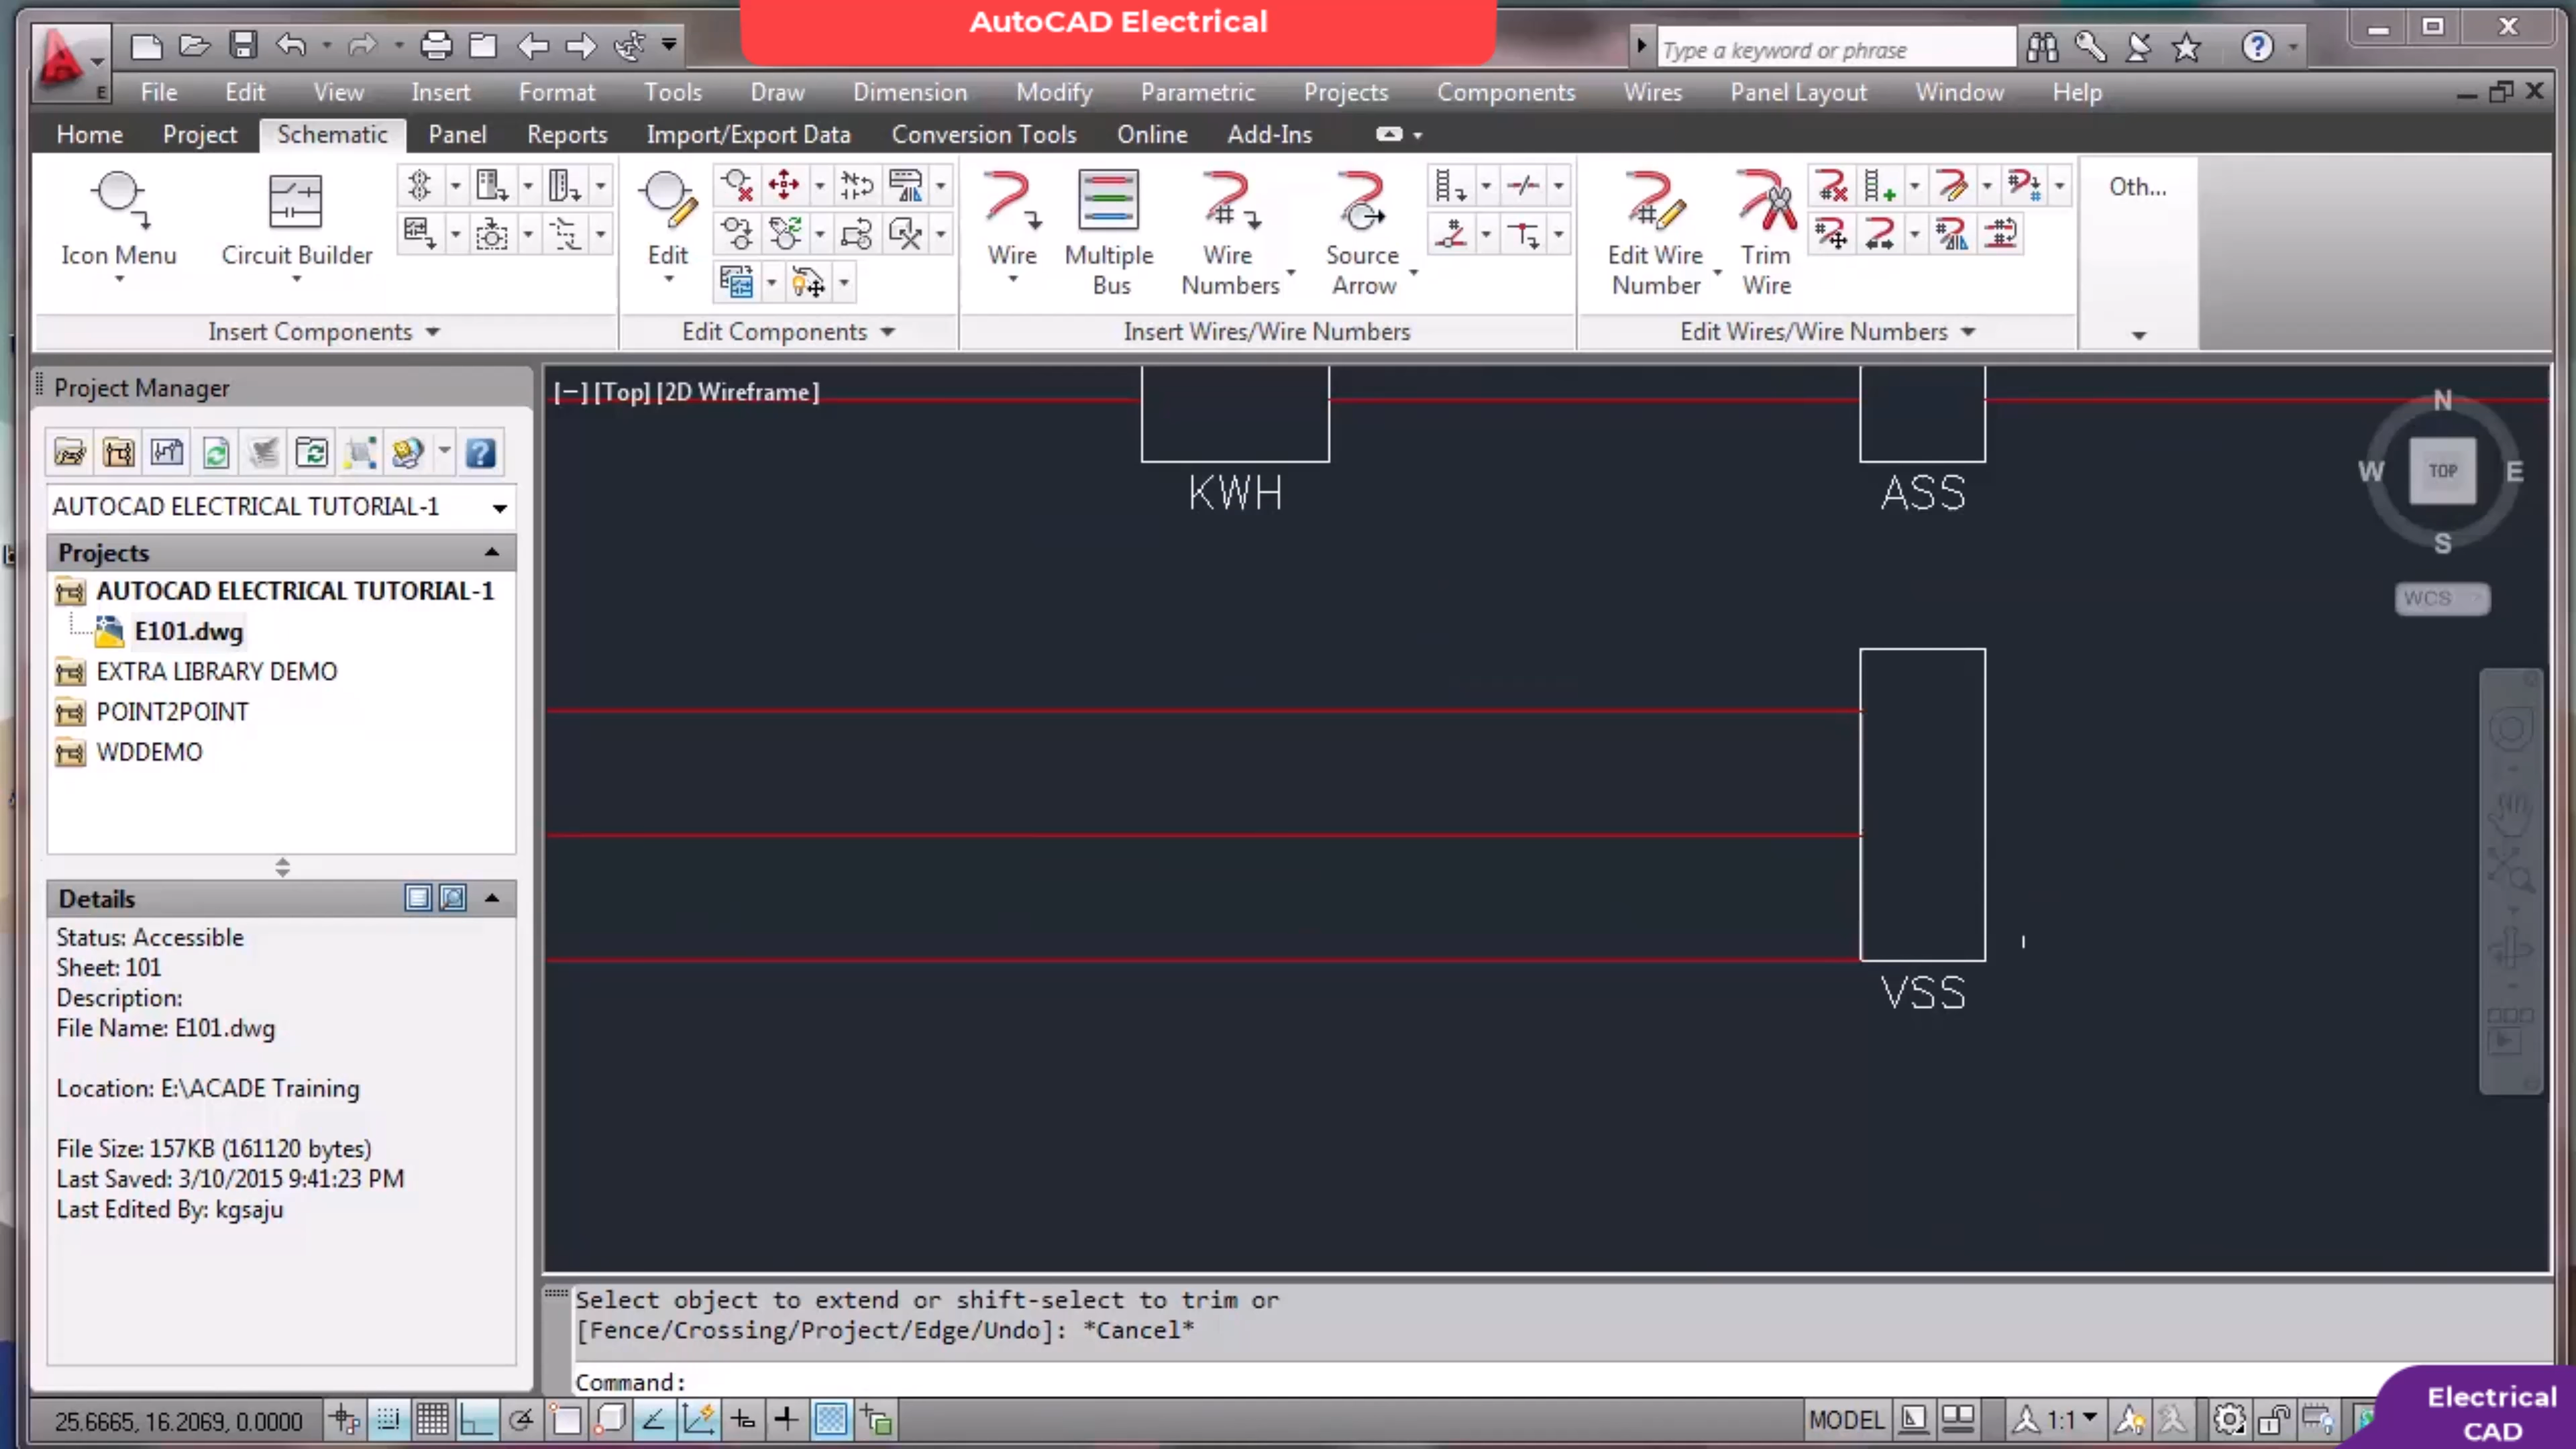 AutoCAD Electrical
Type a keyword or phrase
E
File Edit View Insert Format Tools Draw Dimension Modify Parametric Projects Components Wires Panel Layout Window Help
Home Project Schematic Panel Reports Import/Export Data Conversion Tools Online Add-Ins
Icon Menu
Circuit Builder
Edit
Wire
Multiple Bus
Wire Numbers
Source Arrow
Edit Wire Number
Trim Wire
Oth...
Insert Components
Edit Components
Insert Wires/Wire Numbers
Edit Wires/Wire Numbers
Project Manager
AUTOCAD ELECTRICAL TUTORIAL-1
Projects
AUTOCAD ELECTRICAL TUTORIAL-1
E101.dwg
EXTRA LIBRARY DEMO
POINT2POINT
WDDEMO
Details
Status: Accessible
Sheet: 101
Description:
File Name: E101.dwg
Location: E:\ACADE Training
File Size: 157KB (161120 bytes)
Last Saved: 3/10/2015 9:41:23 PM
Last Edited By: kgsaju
[−] [Top] [2D Wireframe]
KWH
ASS
VSS
N
W TOP E
S
WCS
Select object to extend or shift-select to trim or
[Fence/Crossing/Project/Edge/Undo]: *Cancel*
Command:
25.6665, 16.2069, 0.0000
MODEL
1:1
Electrical
CAD